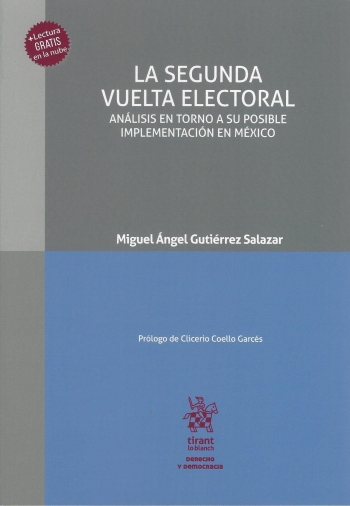 +Lectura
GRATIS
en la nube
LA SEGUNDA
VUELTA ELECTORAL
ANÁLISIS EN TORNO A SU POSIBLE
IMPLEMENTACIÓN EN MÉXICO
Miguel Ángel Gutiérrez Salazar
Prólogo de Clicerio Coello Garcés
tirant
lo blanch
DERECHO
Y DEMOCRACIA